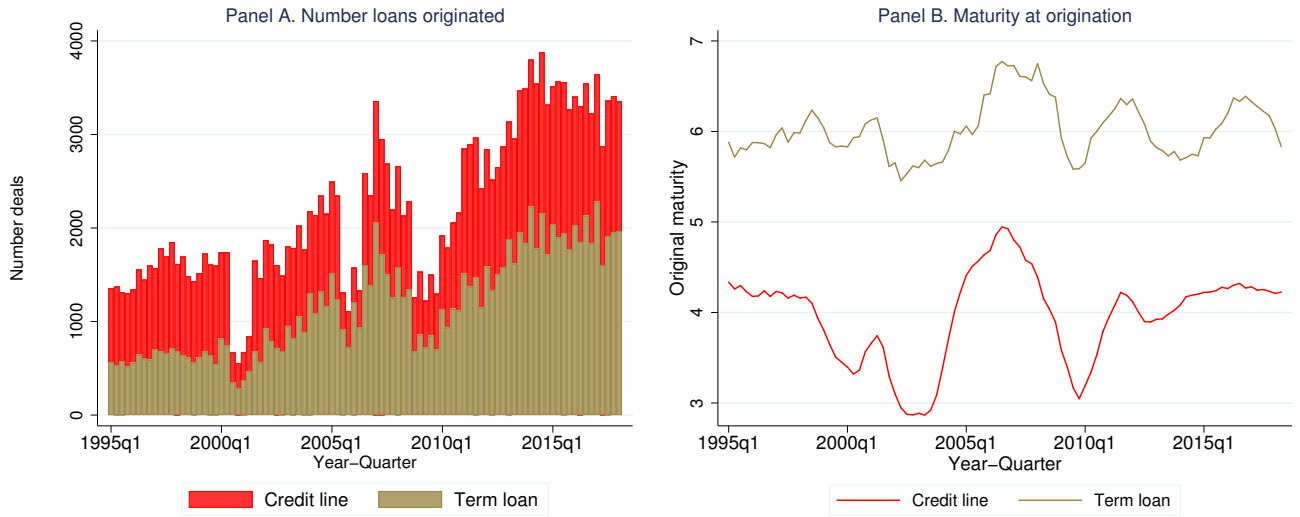 Panel A. Number loans originated
Number deals
4000
3000
2000
1000
0
1995q1 2000q1 2005q1 2010q1 2015q1
Year−Quarter
Credit line Term loan
Panel B. Maturity at origination
Original maturity
7
6
5
4
3
1995q1 2000q1 2005q1 2010q1 2015q1
Year−Quarter
Credit line Term loan